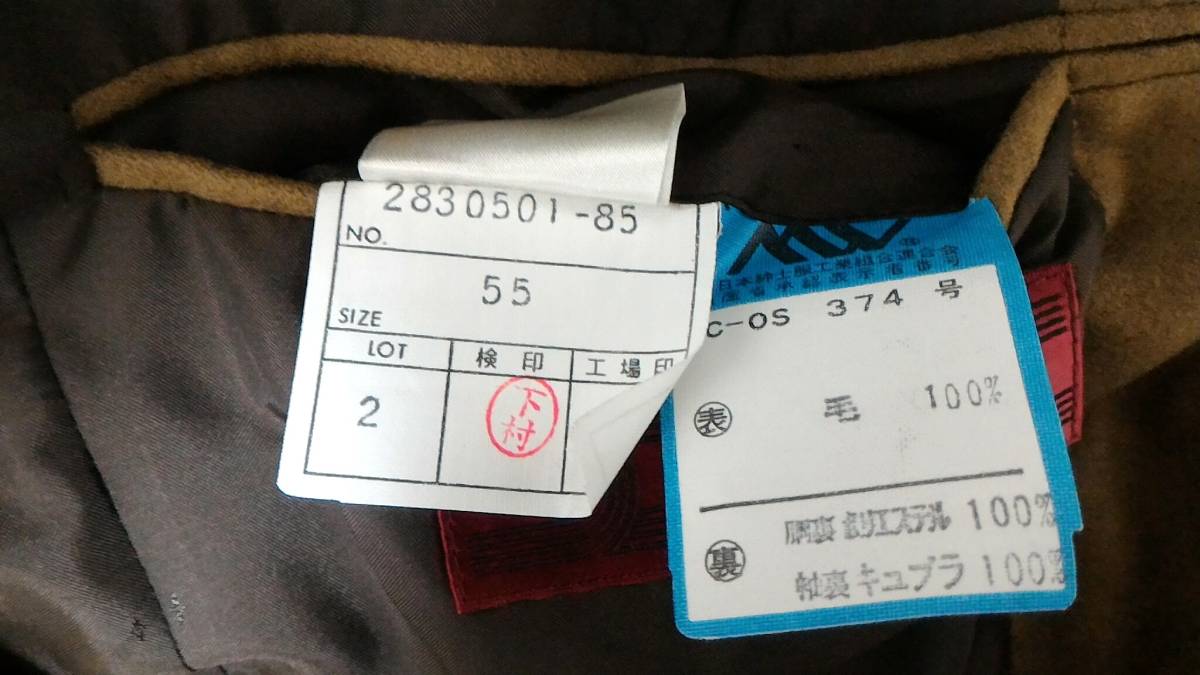 2830501-85
NO.
55
SIZE
LOT 検印 工場印
2 下村
日本紳士服工業組合連合会
C-OS 374 号
表 毛 100%
裏 胴裏 ポリエステル 100%
袖裏 キュプラ 100%